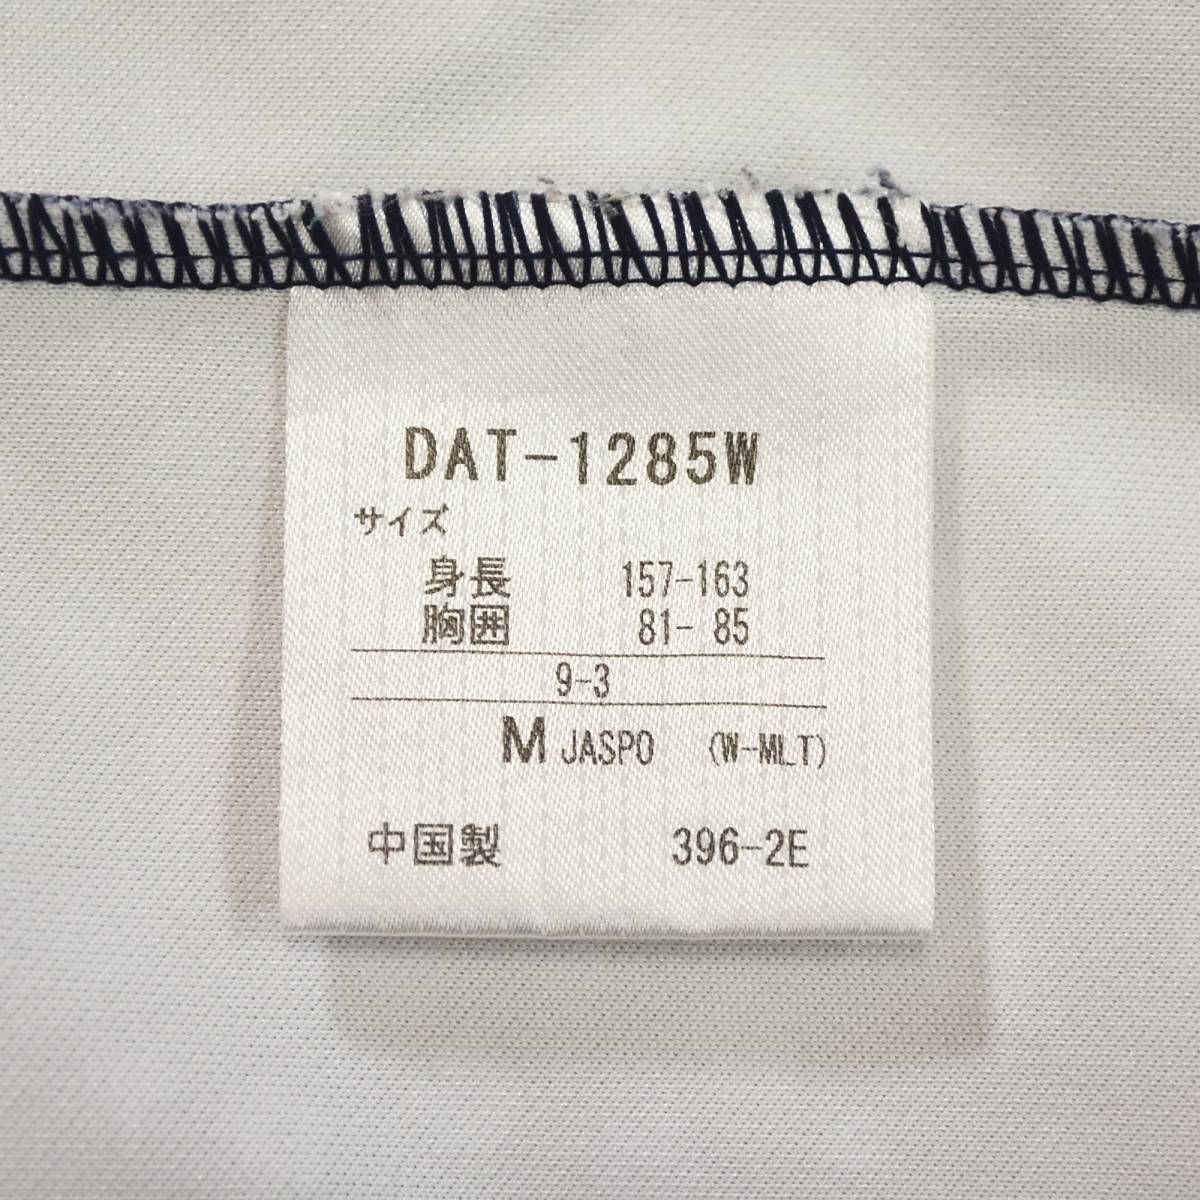 DAT-1285W
サイズ
身長 157-163
胸囲 81- 85
9-3
M JASPO (W-MLT)
中国製 396-2E